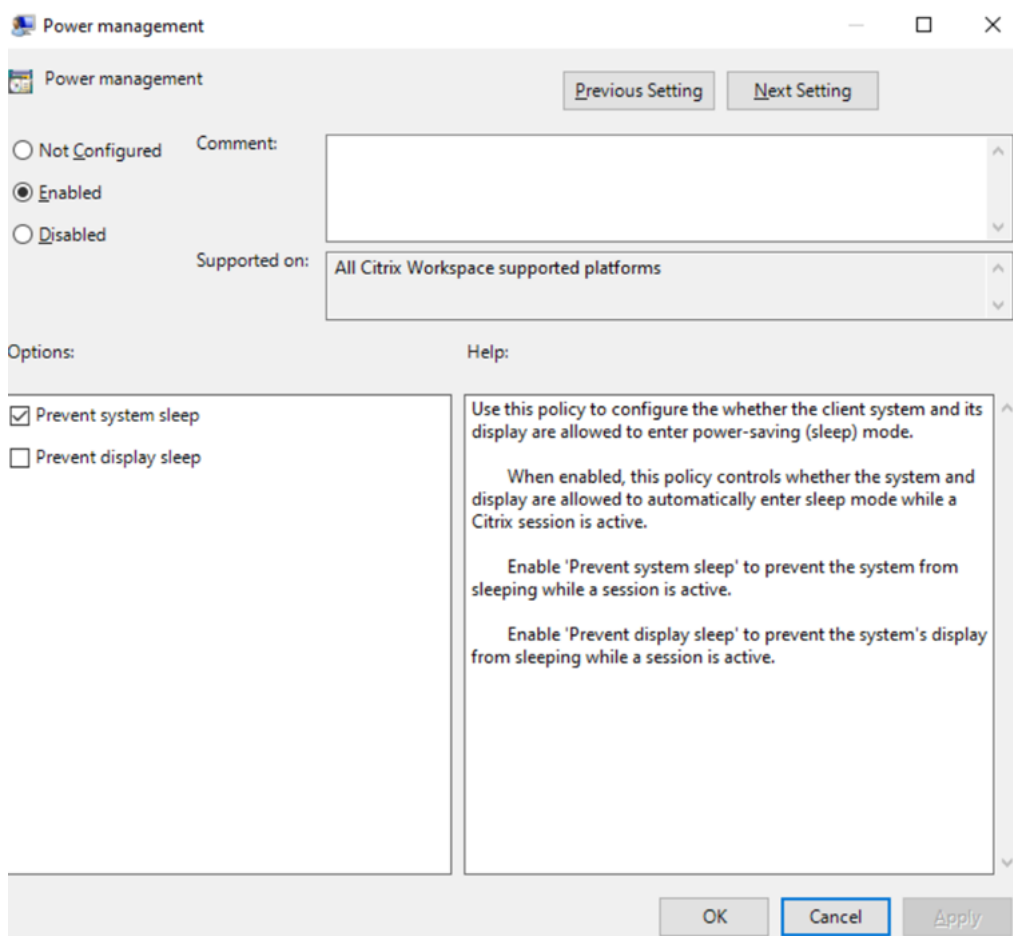 Power management
Power management
Previous Setting
Next Setting
Not Configured
Comment:
Enabled
Disabled
Supported on:
All Citrix Workspace supported platforms
Options:
Help:
Prevent system sleep
Prevent display sleep
Use this policy to configure the whether the client system and its
display are allowed to enter power-saving (sleep) mode.
When enabled, this policy controls whether the system and
display are allowed to automatically enter sleep mode while a
Citrix session is active.
Enable 'Prevent system sleep' to prevent the system from
sleeping while a session is active.
Enable 'Prevent display sleep' to prevent the system's display
from sleeping while a session is active.
OK
Cancel
Apply